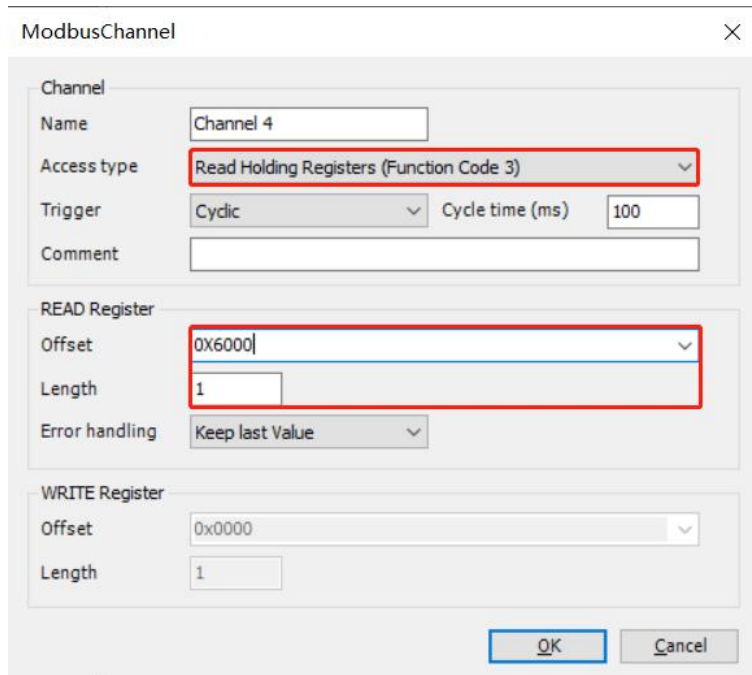 ModbusChannel
Channel
Name Channel 4
Access type Read Holding Registers (Function Code 3)
Trigger Cyclic Cycle time (ms) 100
Comment
READ Register
Offset 0X6000
Length 1
Error handling Keep last Value
WRITE Register
Offset 0x0000
Length 1
OK Cancel